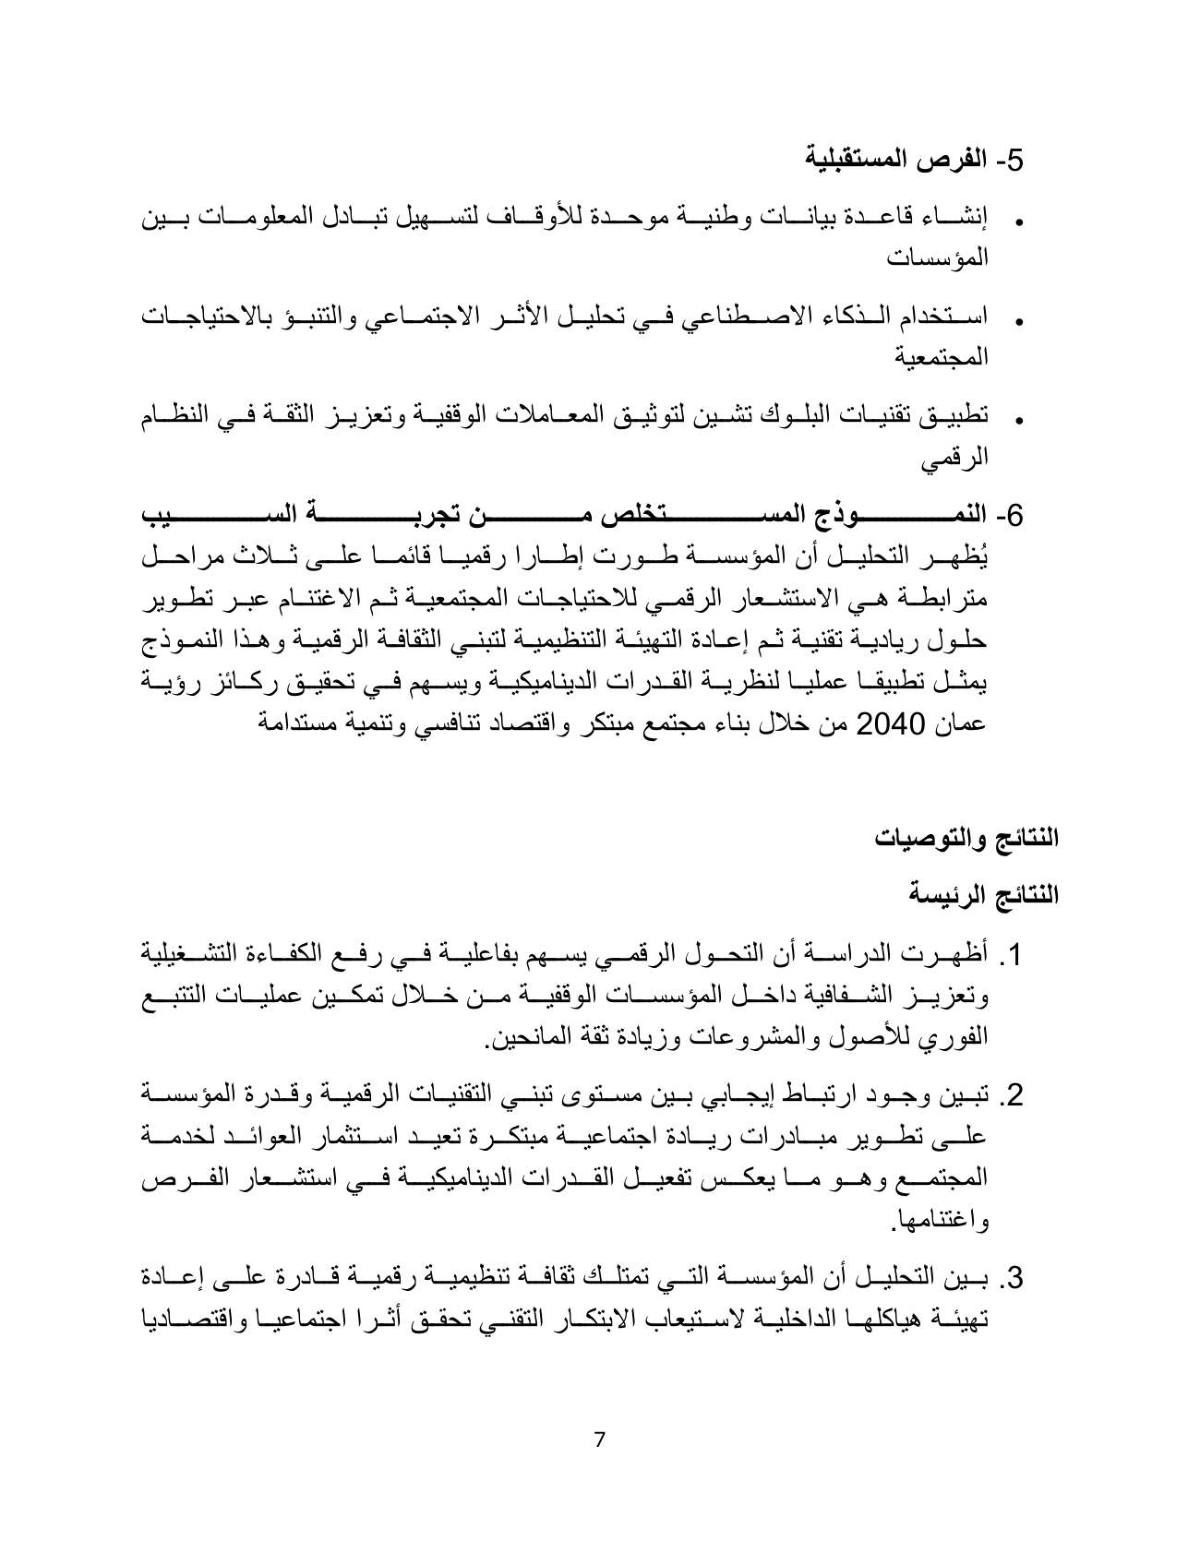 5- الفرص المستقبلية
• إنشاء قاعدة بيانات وطنية موحدة للأوقاف لتسهيل تبادل المعلومات بين
المؤسسات
• استخدام الذكاء الاصطناعي في تحليل الأثر الاجتماعي والتنبؤ بالاحتياجات
المجتمعية
• تطبيق تقنيات البلوك تشين لتوثيق المعاملات الوقفية وتعزيز الثقة في النظام
الرقمي
6- النموذج المستخلص من تجربة السيب
يُظهر التحليل أن المؤسسة طورت إطارا رقميا قائما على ثلاث مراحل
مترابطة هي الاستشعار الرقمي للاحتياجات المجتمعية ثم الاغتنام عبر تطوير
حلول ريادية تقنية ثم إعادة التهيئة التنظيمية لتبني الثقافة الرقمية وهذا النموذج
يمثل تطبيقا عمليا لنظرية القدرات الديناميكية ويسهم في تحقيق ركائز رؤية
عمان 2040 من خلال بناء مجتمع مبتكر واقتصاد تنافسي وتنمية مستدامة
النتائج والتوصيات
النتائج الرئيسة
1. أظهرت الدراسة أن التحول الرقمي يسهم بفاعلية في رفع الكفاءة التشغيلية
وتعزيز الشفافية داخل المؤسسات الوقفية من خلال تمكين عمليات التتبع
الفوري للأصول والمشروعات وزيادة ثقة المانحين.
2. تبين وجود ارتباط إيجابي بين مستوى تبني التقنيات الرقمية وقدرة المؤسسة
على تطوير مبادرات ريادة اجتماعية مبتكرة تعيد استثمار العوائد لخدمة
المجتمع وهو ما يعكس تفعيل القدرات الديناميكية في استشعار الفرص
واغتنامها.
3. بين التحليل أن المؤسسة التي تمتلك ثقافة تنظيمية رقمية قادرة على إعادة
تهيئة هياكلها الداخلية لاستيعاب الابتكار التقني تحقق أثرا اجتماعيا واقتصاديا
7